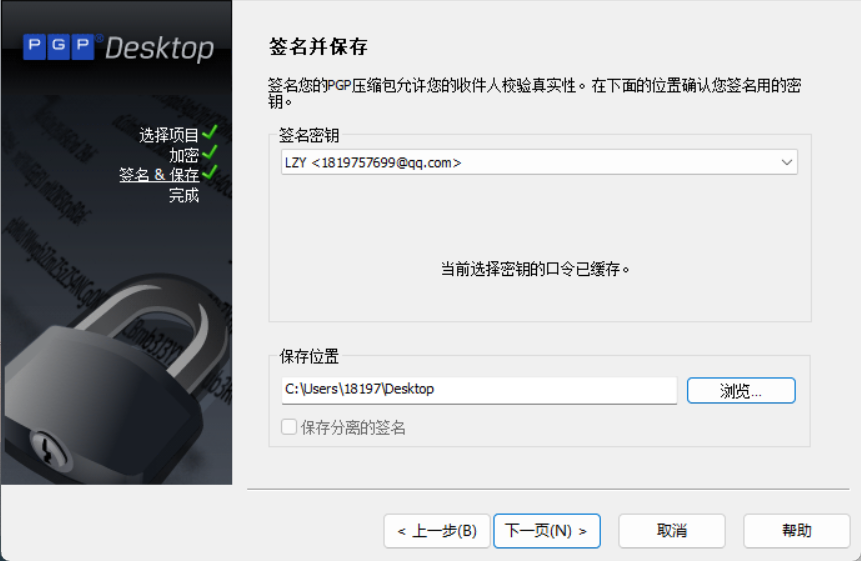 PGP® Desktop
选择项目
加密
签名 & 保存
完成
签名并保存
签名您的PGP压缩包允许您的收件人校验真实性。在下面的位置确认您签名用的密
钥。
签名密钥
LZY <1819757699@qq.com>
当前选择密钥的口令已缓存。
保存位置
C:\Users\18197\Desktop
浏览...
保存分离的签名
< 上一步(B)
下一页(N) >
取消
帮助